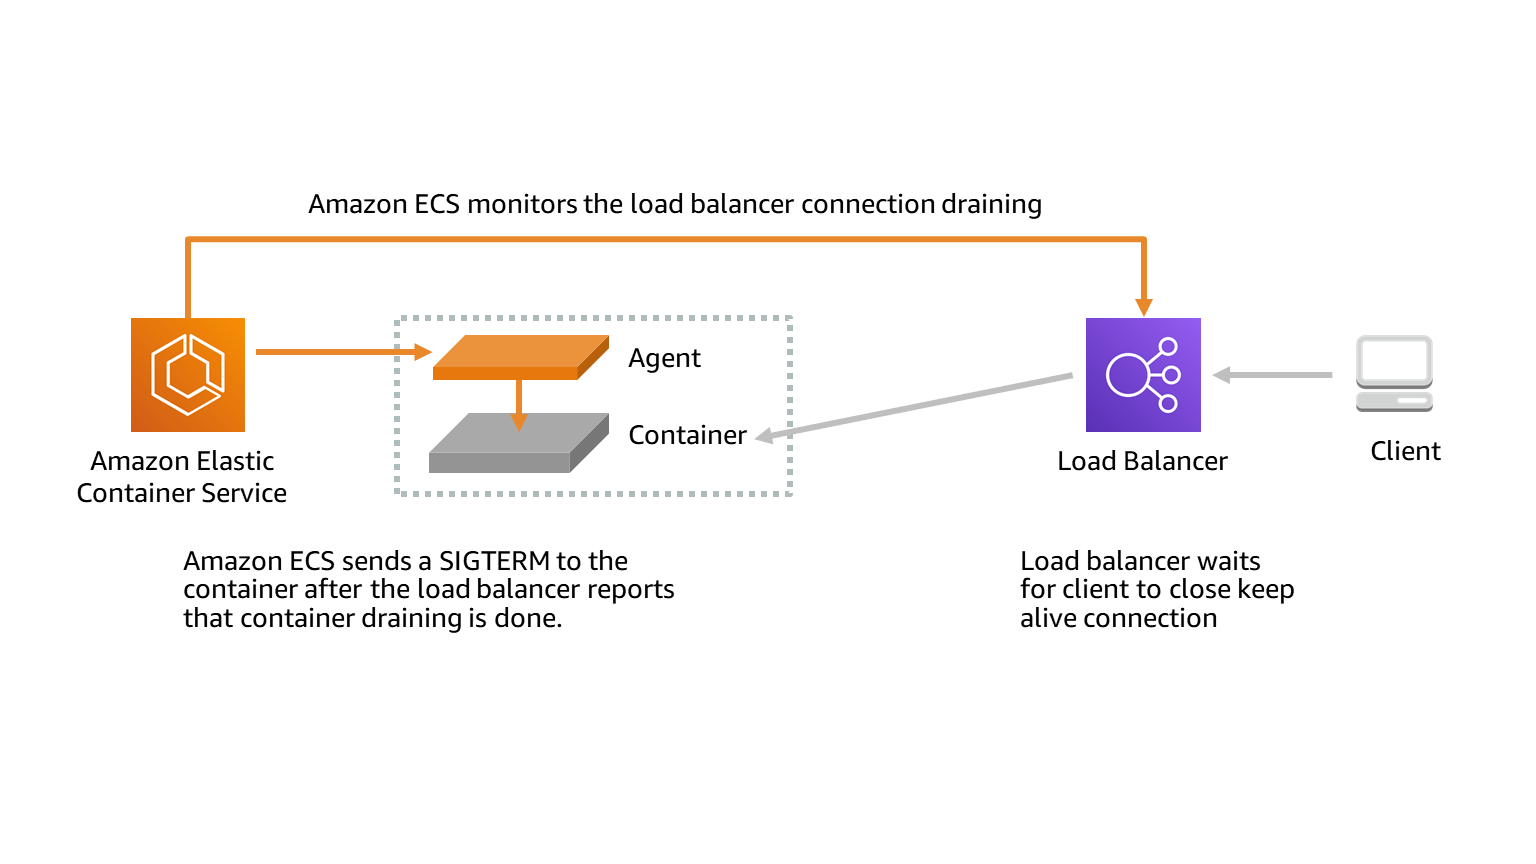 Amazon ECS monitors the load balancer connection draining
Agent
Container
Amazon Elastic
Container Service
Load Balancer
Client
Amazon ECS sends a SIGTERM to the
container after the load balancer reports
that container draining is done.
Load balancer waits
for client to close keep
alive connection